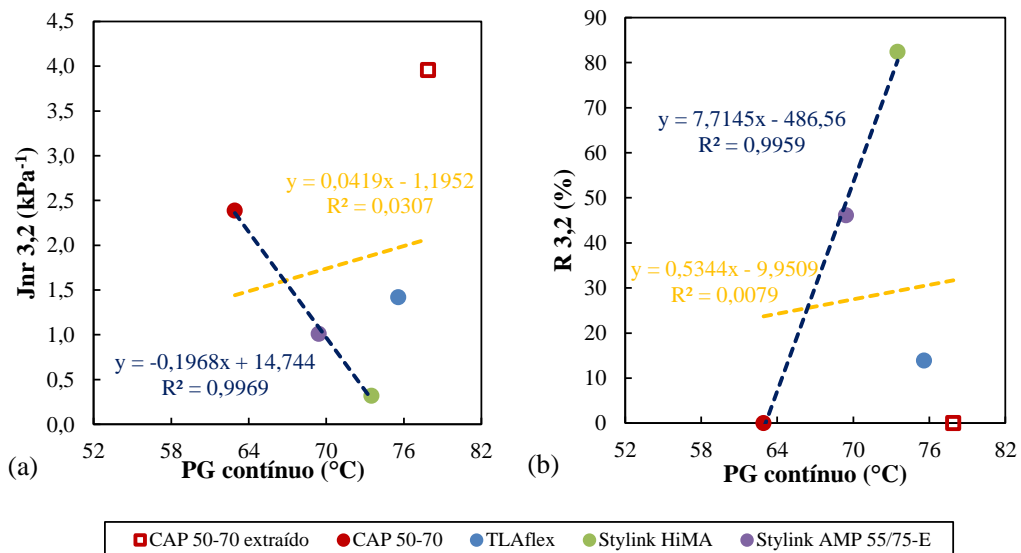 4,5
4,0
3,5
3,0
2,5
2,0
1,5
1,0
0,5
0,0
Jnr 3,2 (kPa⁻¹)
y = 0,0419x - 1,1952
R² = 0,0307
y = -0,1968x + 14,744
R² = 0,9969
52 58 64 70 76 82
(a) PG contínuo (°C)
90
80
70
60
50
40
30
20
10
0
R 3,2 (%)
y = 7,7145x - 486,56
R² = 0,9959
y = 0,5344x - 9,9509
R² = 0,0079
52 58 64 70 76 82
(b) PG contínuo (°C)
CAP 50-70 extraído CAP 50-70 TLAflex Stylink HiMA Stylink AMP 55/75-E